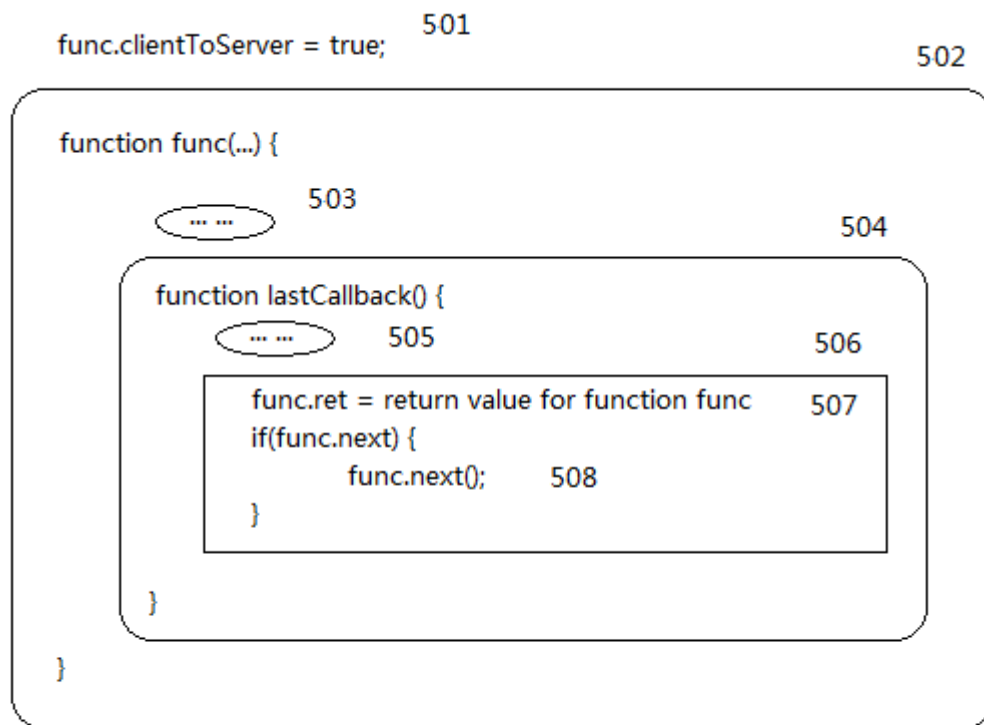 func.clientToServer = true; 501
502
function func(...) {
... ... 503
504
function lastCallback() {
... ... 505
506
func.ret = return value for function func 507
if(func.next) {
func.next(); 508
}
}
}